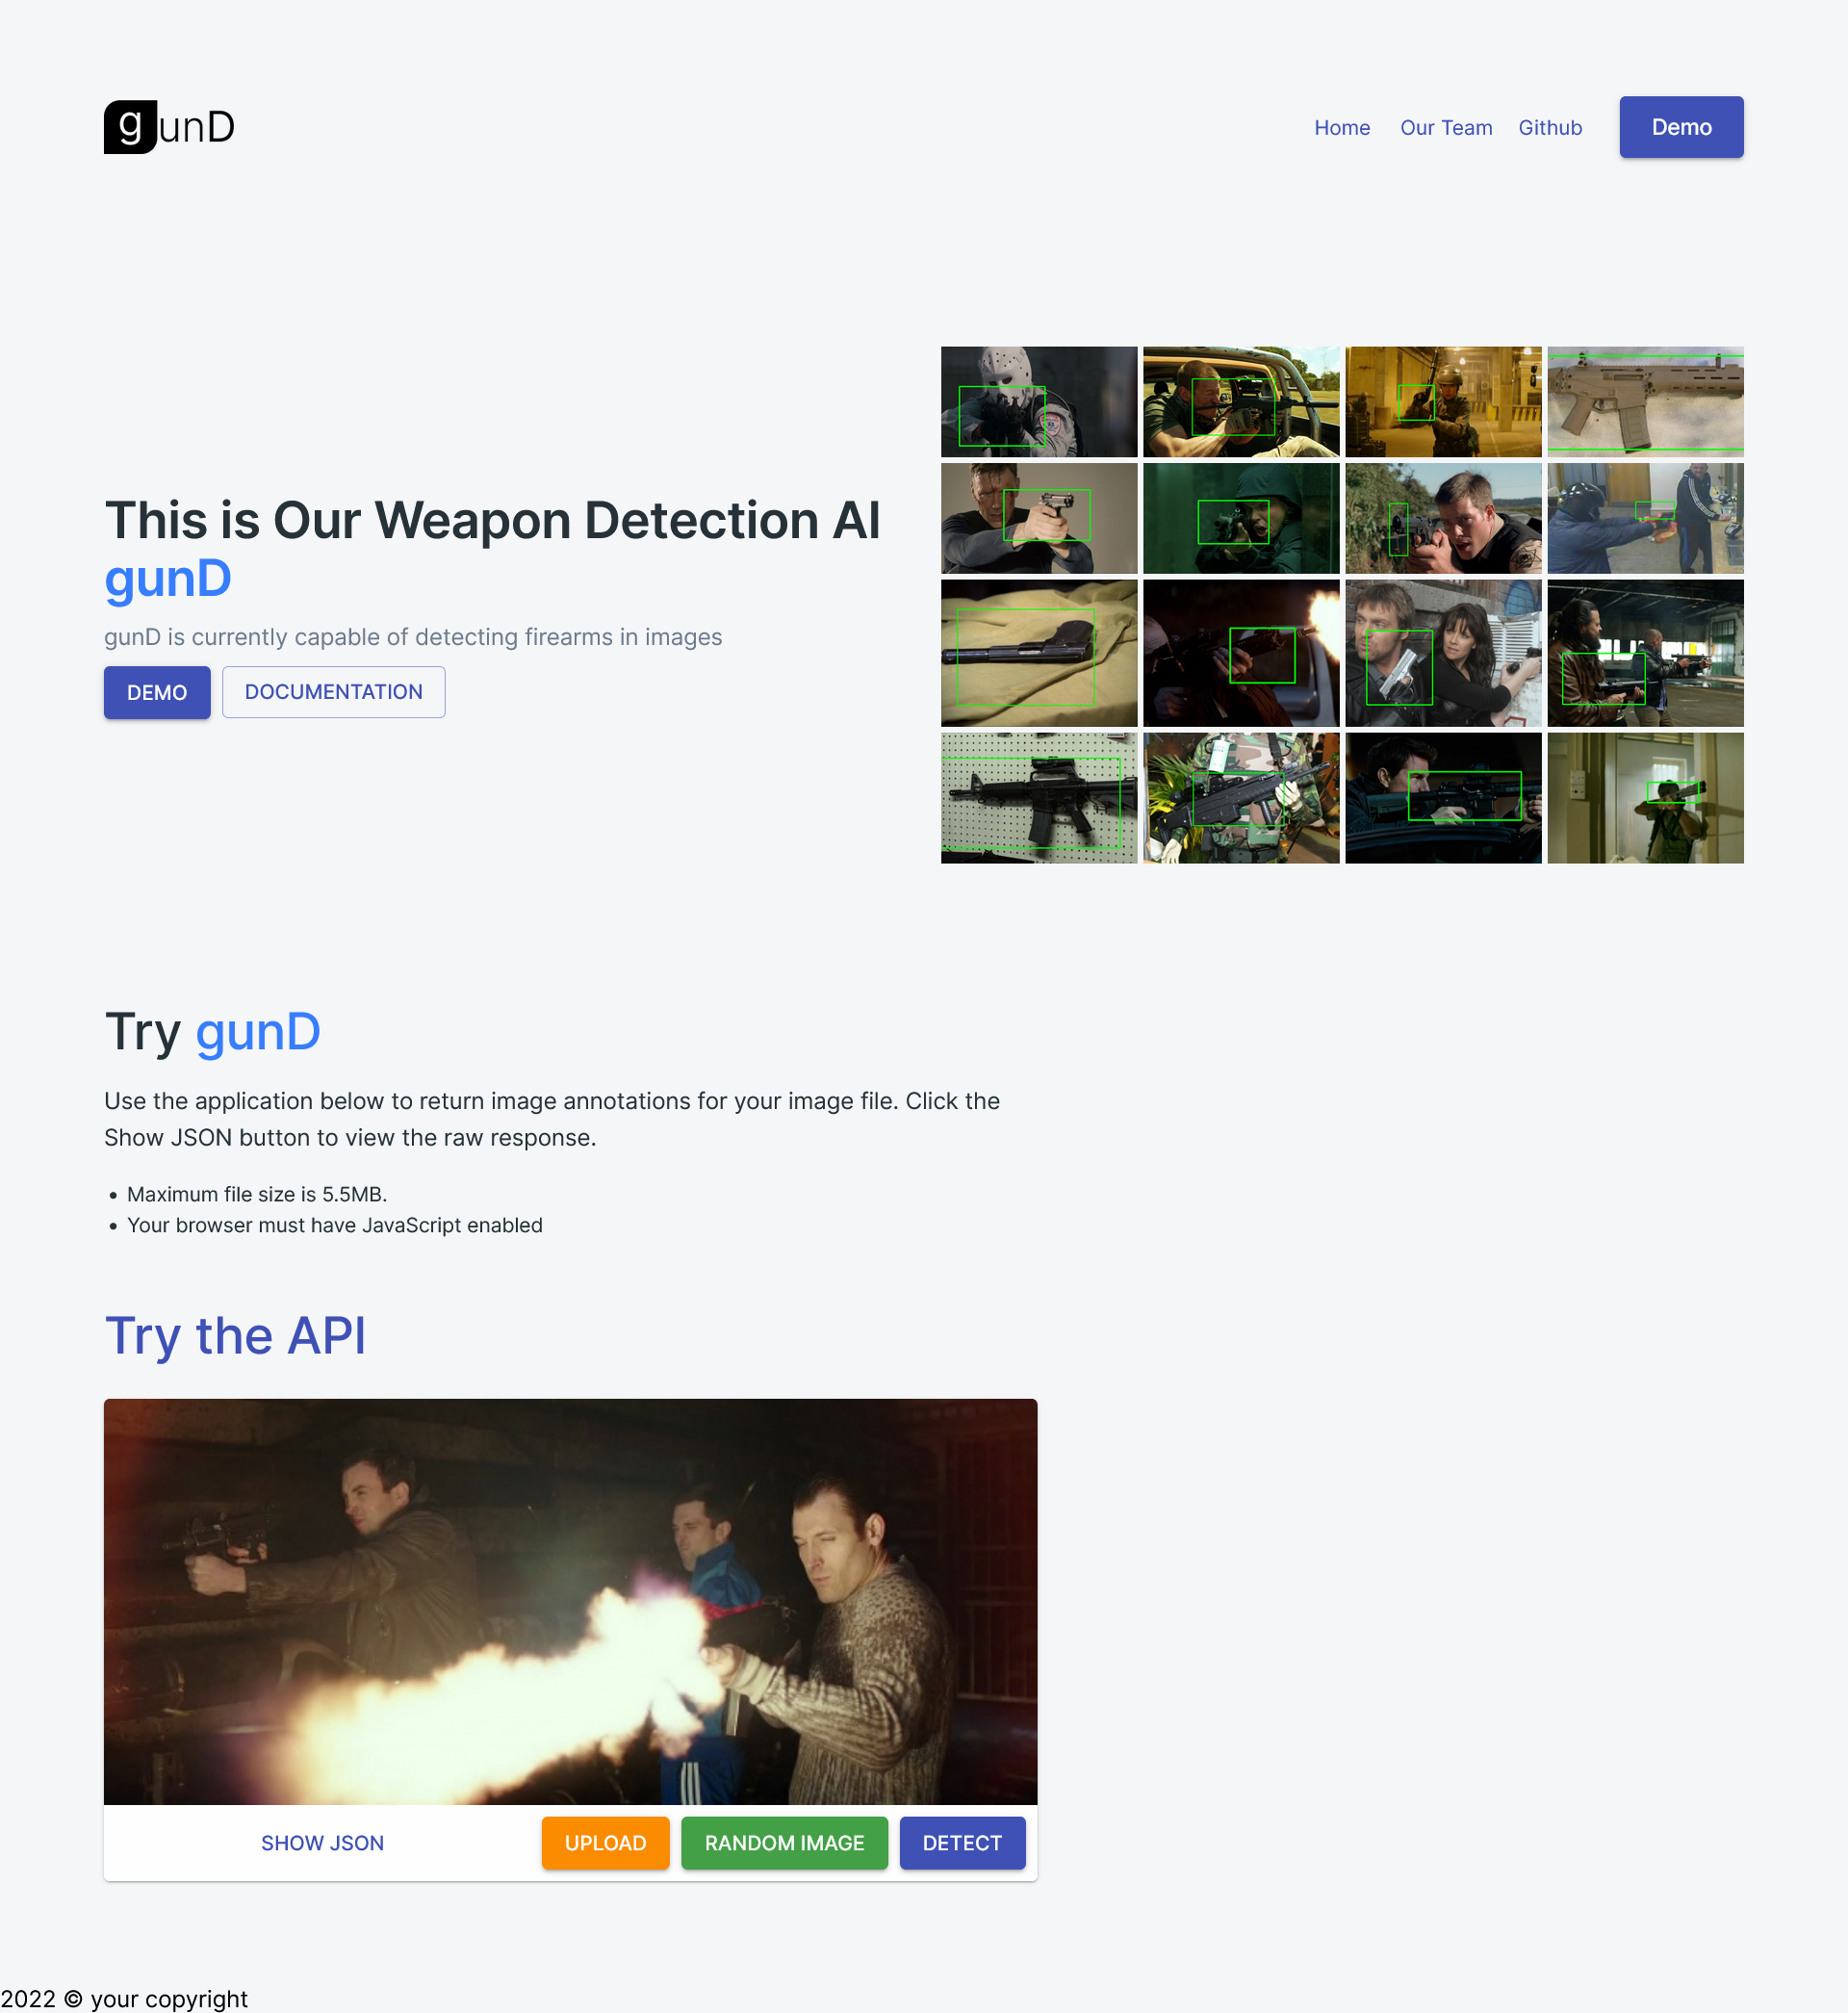 gunD
Home Our Team Github Demo
This is Our Weapon Detection AI
gunD
gunD is currently capable of detecting firearms in images
DEMO DOCUMENTATION
Try gunD
Use the application below to return image annotations for your image file. Click the
Show JSON button to view the raw response.
• Maximum file size is 5.5MB.
• Your browser must have JavaScript enabled
Try the API
SHOW JSON UPLOAD RANDOM IMAGE DETECT
2022 © your copyright